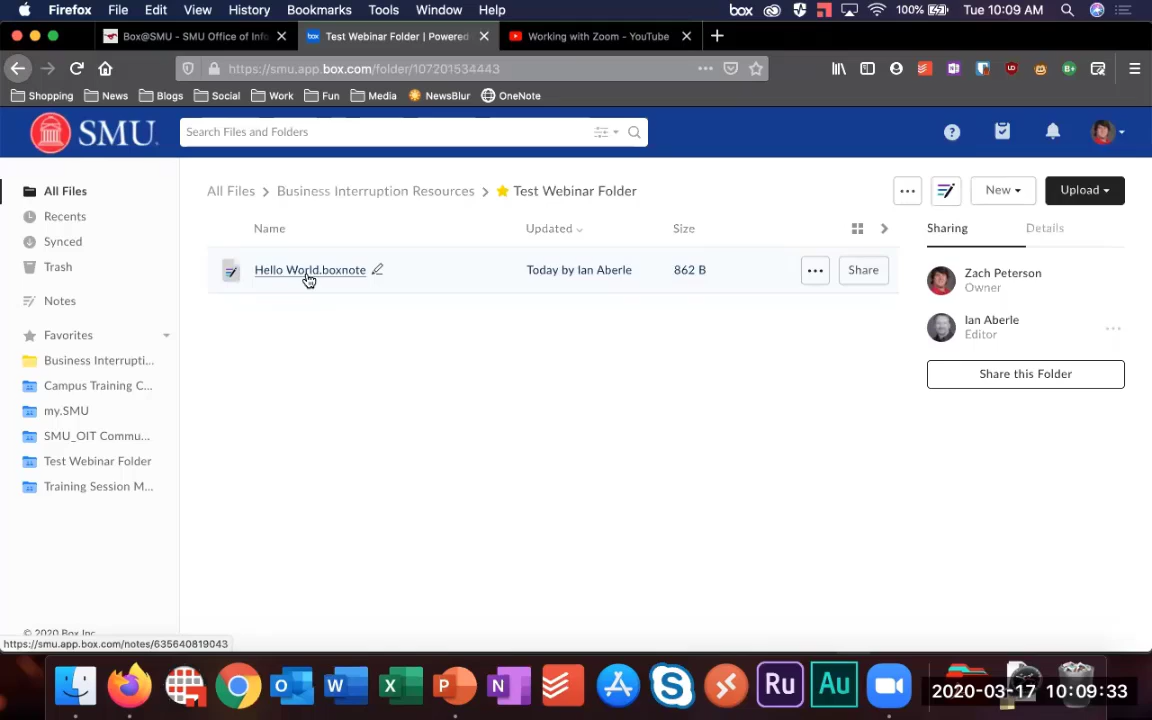 Firefox File Edit View History Bookmarks Tools Window Help box 100% Tue 10:09 AM
Box@SMU - SMU Office of Info
box Test Webinar Folder | Powered
Working with Zoom - YouTube
https://smu.app.box.com/folder/107201534443
Shopping News Blogs Social Work Fun Media NewsBlur OneNote
SMU
Search Files and Folders
All Files
Recents
Synced
Trash
Notes
Favorites
Business Interrupti...
Campus Training C...
my.SMU
SMU_OIT Commu...
Test Webinar Folder
Training Session M...
© 2020 Box Inc
All Files > Business Interruption Resources > Test Webinar Folder
New
Upload
Name Updated Size
Hello World.boxnote Today by Ian Aberle 862 B
Share
Sharing Details
Zach Peterson
Owner
Ian Aberle
Editor
Share this Folder
https://smu.app.box.com/notes/635640819043
Ru Au
2020-03-17 10:09:33